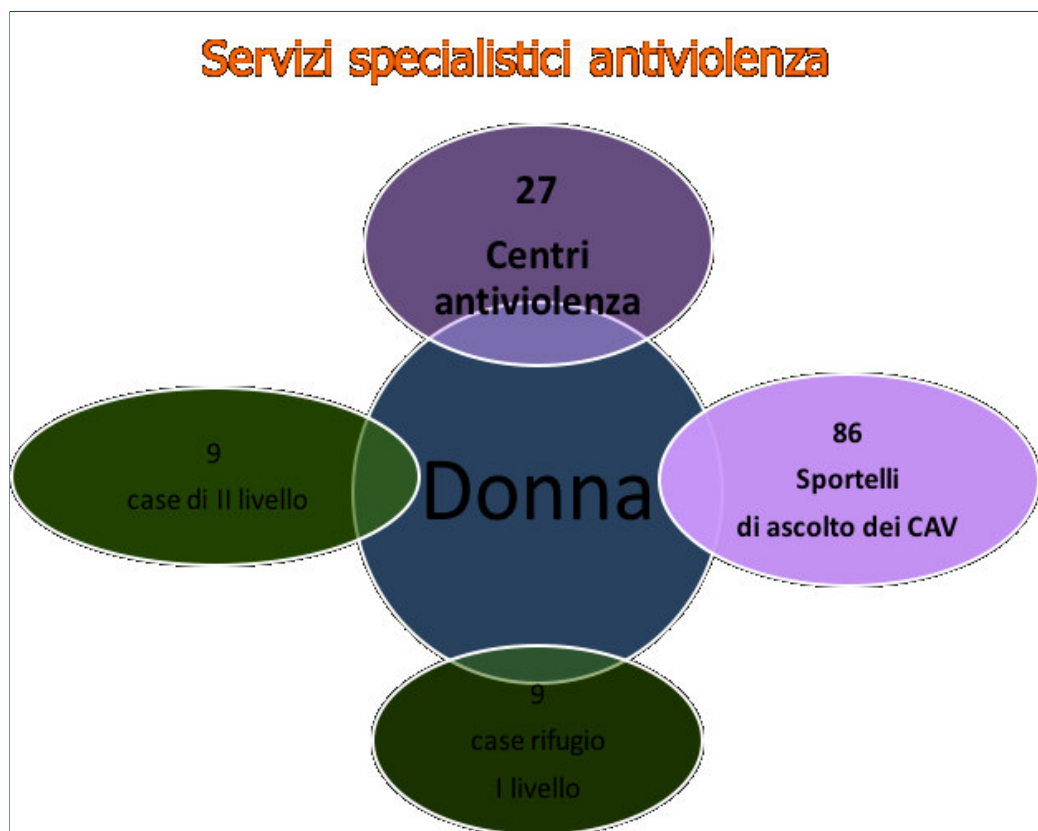 Servizi specialistici antiviolenza
27
Centri
antiviolenza
9
case di II livello
Donna
86
Sportelli
di ascolto dei CAV
9
case rifugio
I livello